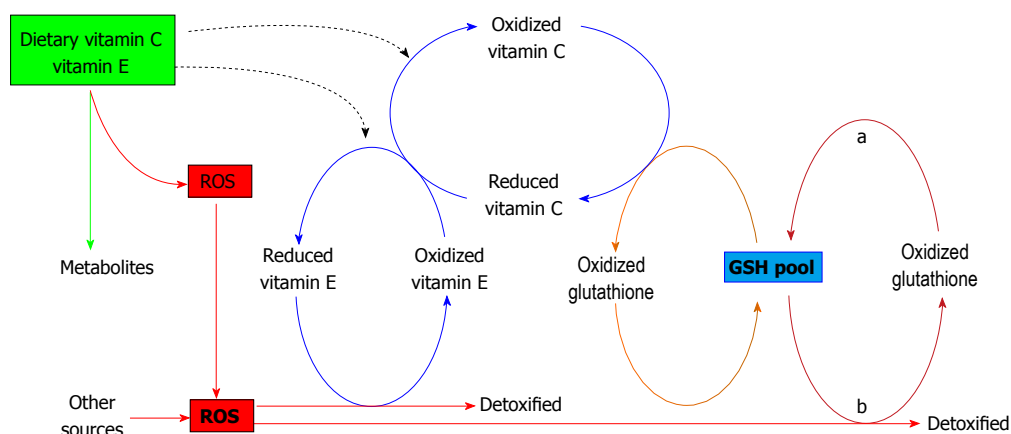 Dietary vitamin C
vitamin E
Oxidized
vitamin C
a
ROS
Reduced
vitamin C
Metabolites
Reduced
vitamin E
Oxidized
vitamin E
Oxidized
glutathione
GSH pool
Oxidized
glutathione
Other
sources
ROS
Detoxified
b
Detoxified